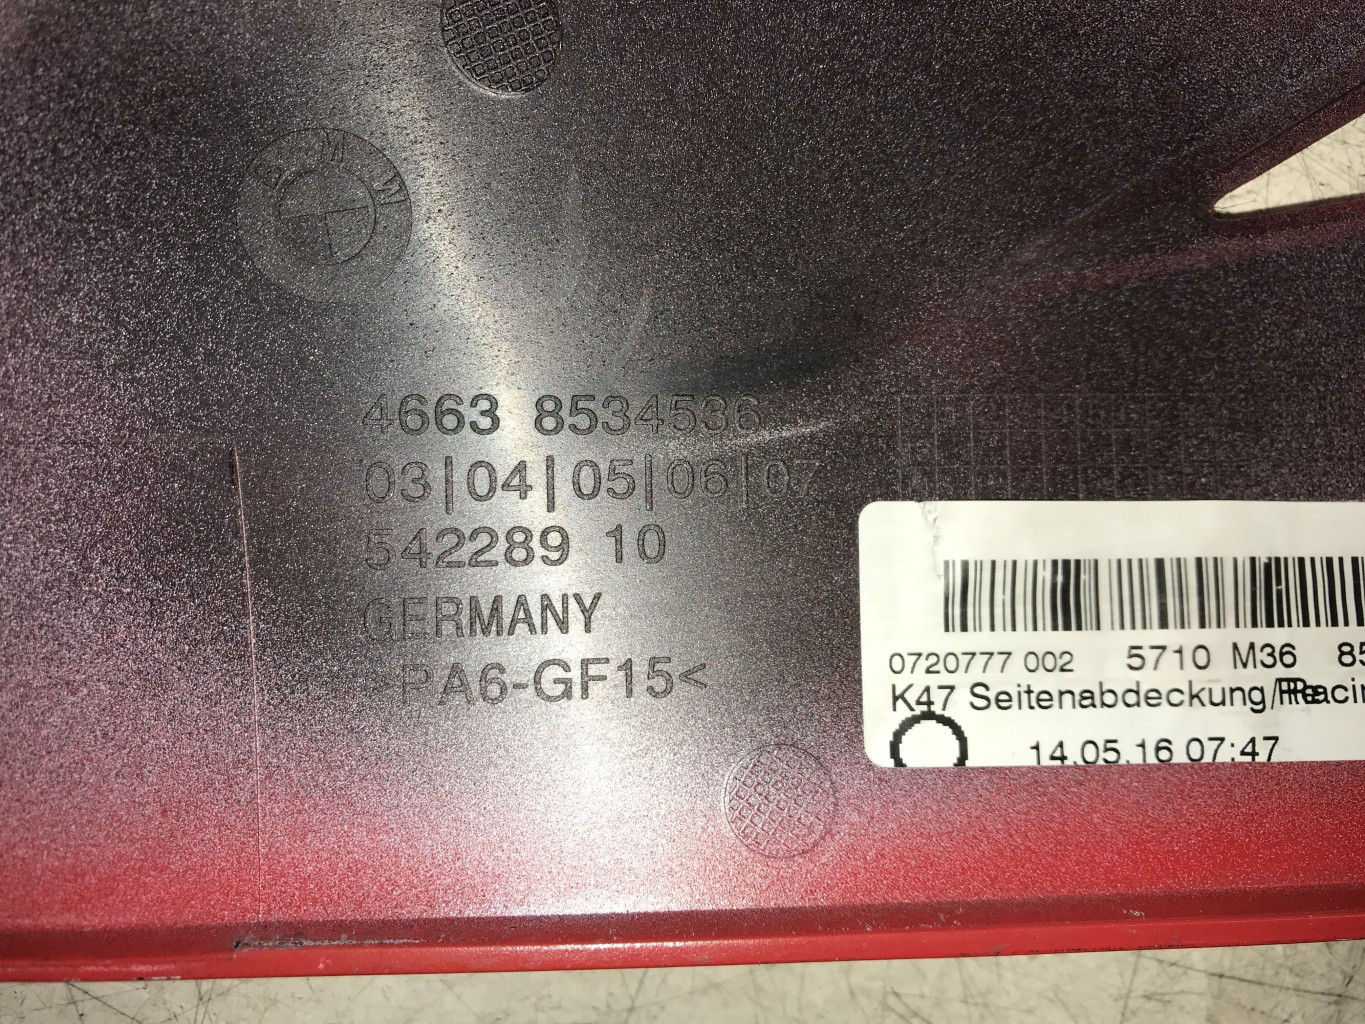 BMW
4663 8534536
03|04|05|06|07
542289 10
GERMANY
>PA6-GF15<
0720777 002 5710 M36 85
K47 Seitenabdeckung/
14.05.16 07:47